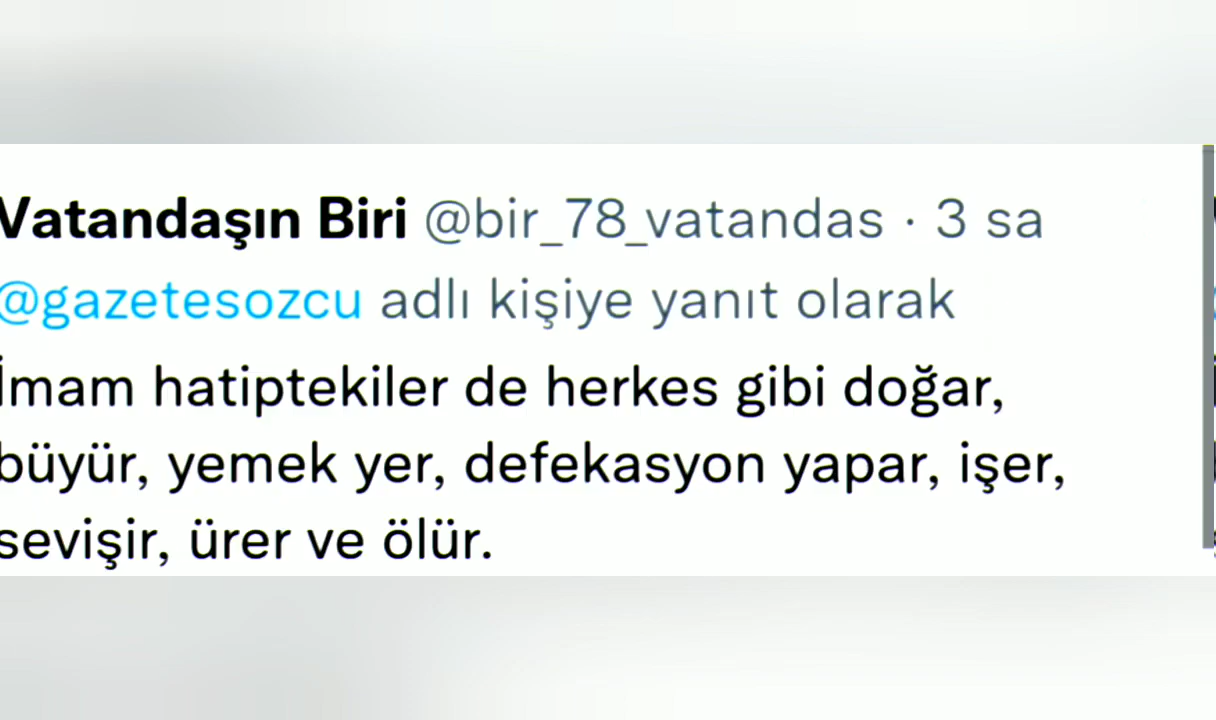 Vatandaşın Biri @bir_78_vatandas · 3 sa
@gazetesozcu adlı kişiye yanıt olarak
İmam hatiptekiler de herkes gibi doğar,
büyür, yemek yer, defekasyon yapar, işer,
sevişir, ürer ve ölür.